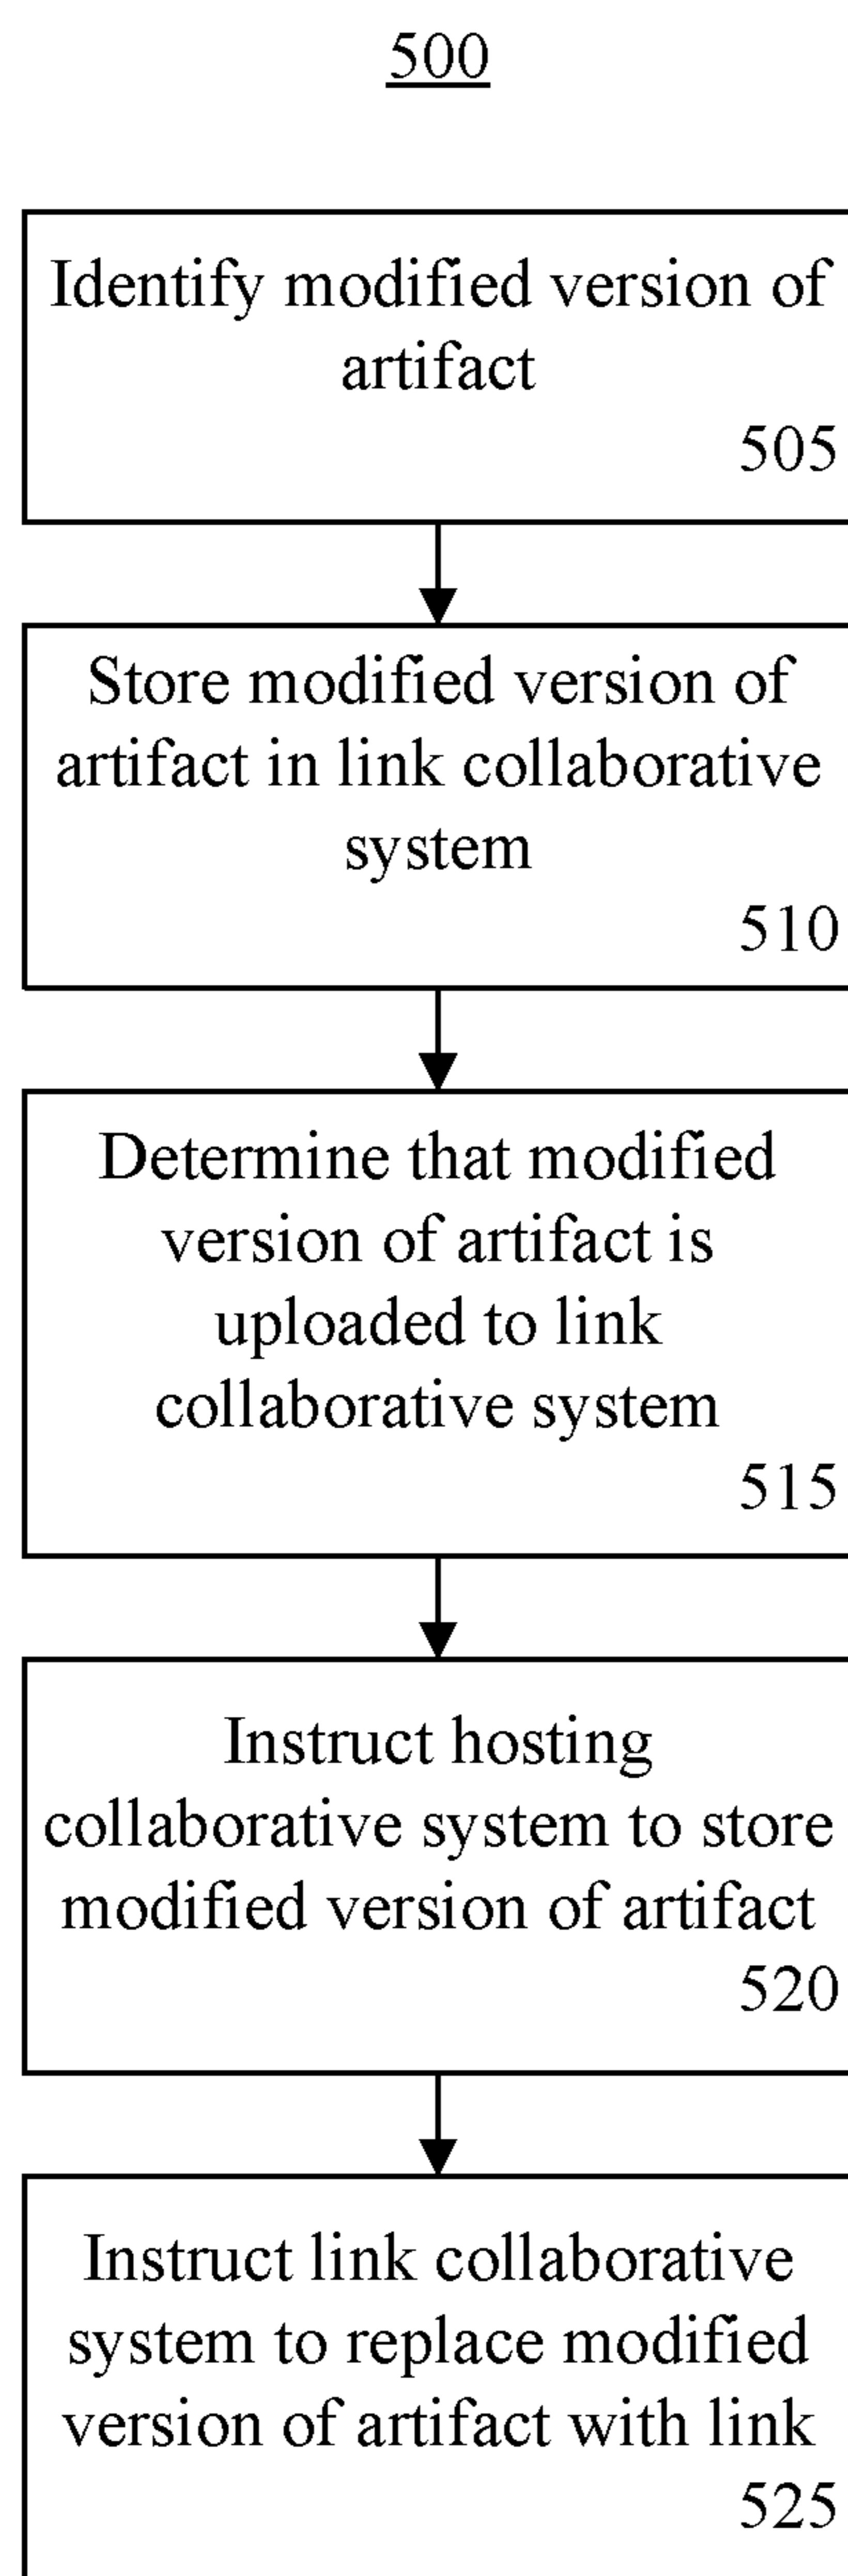 500
Identify modified version of
artifact
505
Store modified version of
artifact in link collaborative
system
510
Determine that modified
version of artifact is
uploaded to link
collaborative system
515
Instruct hosting
collaborative system to store
modified version of artifact
520
Instruct link collaborative
system to replace modified
version of artifact with link
525